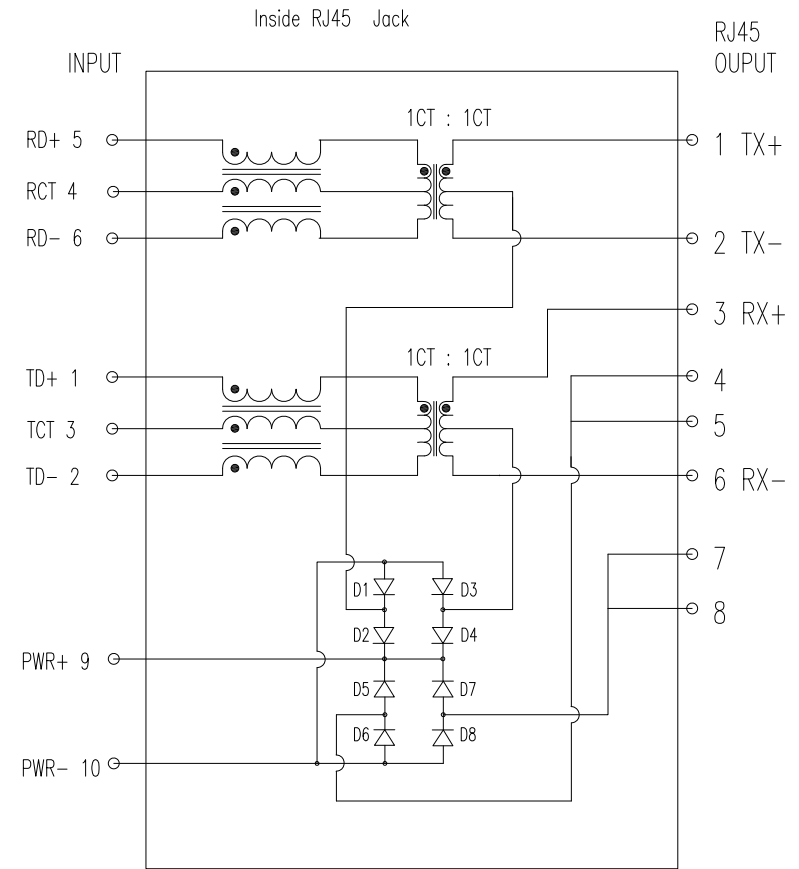 Inside RJ45 Jack
RJ45
OUPUT
INPUT
1CT : 1CT
RD+ 5
1 TX+
RCT 4
RD- 6
2 TX-
3 RX+
1CT : 1CT
TD+ 1
4
TCT 3
5
TD- 2
6 RX-
7
D1
D3
8
D2
D4
PWR+ 9
D5
D7
D6
D8
PWR- 10